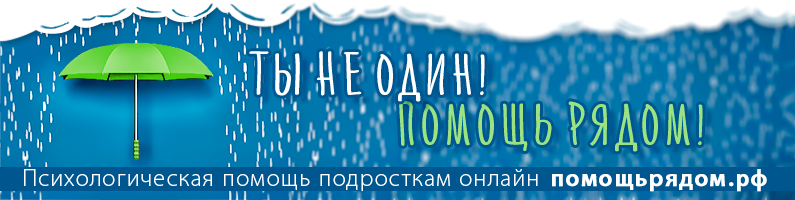 ТЫ НЕ ОДИН!
ПОМОЩЬ РЯДОМ!
Психологическая помощь подросткам онлайн помощьрядом.рф